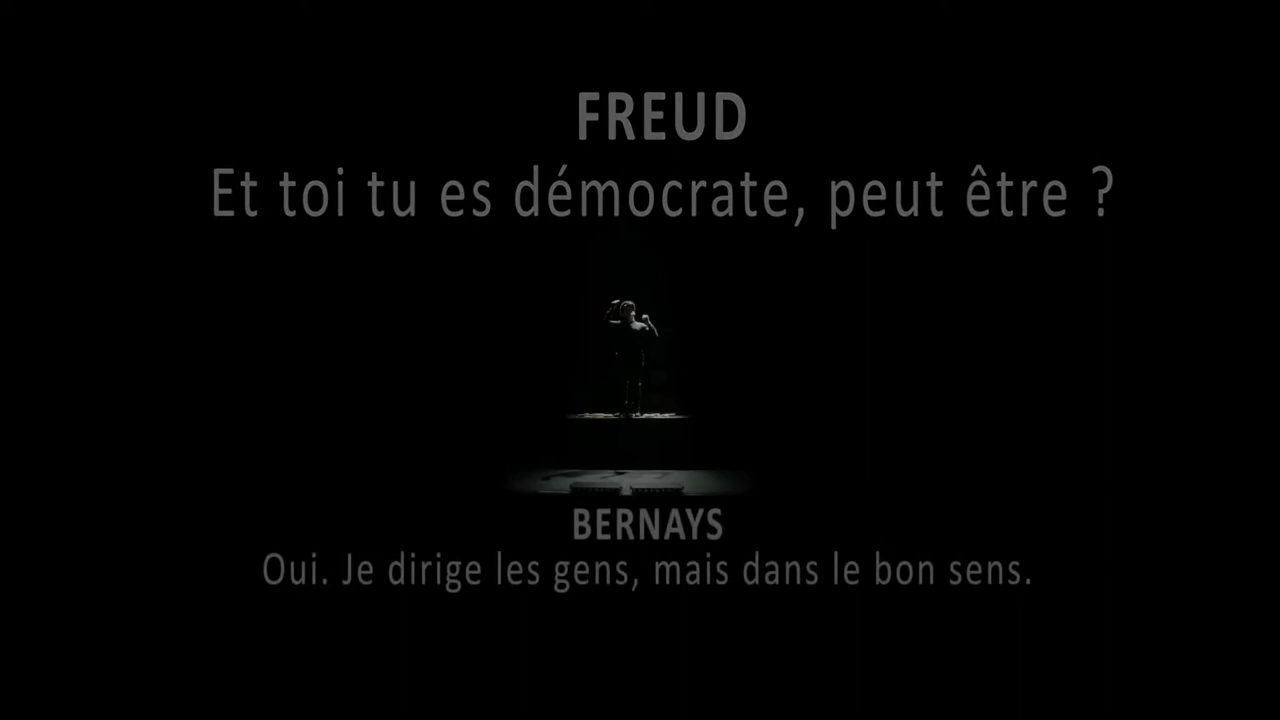 FREUD
Et toi tu es démocrate, peut être ?
BERNAYS
Oui. Je dirige les gens, mais dans le bon sens.